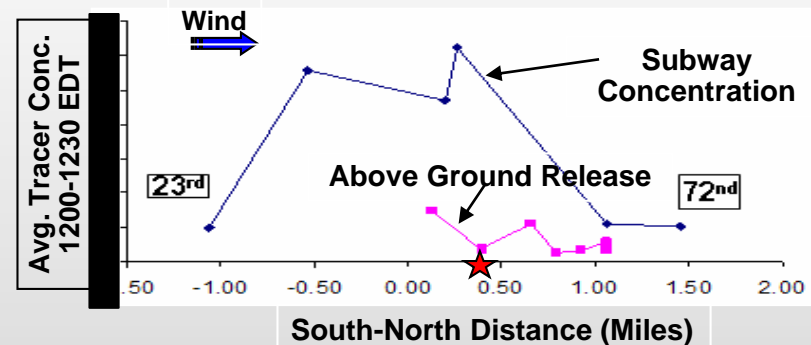 Wind
Avg. Tracer Conc.
1200-1230 EDT
Subway
Concentration
Above Ground Release
23rd
72nd
.50 -1.00 -0.50 0.00 0.50 1.00 1.50 2.00
South-North Distance (Miles)